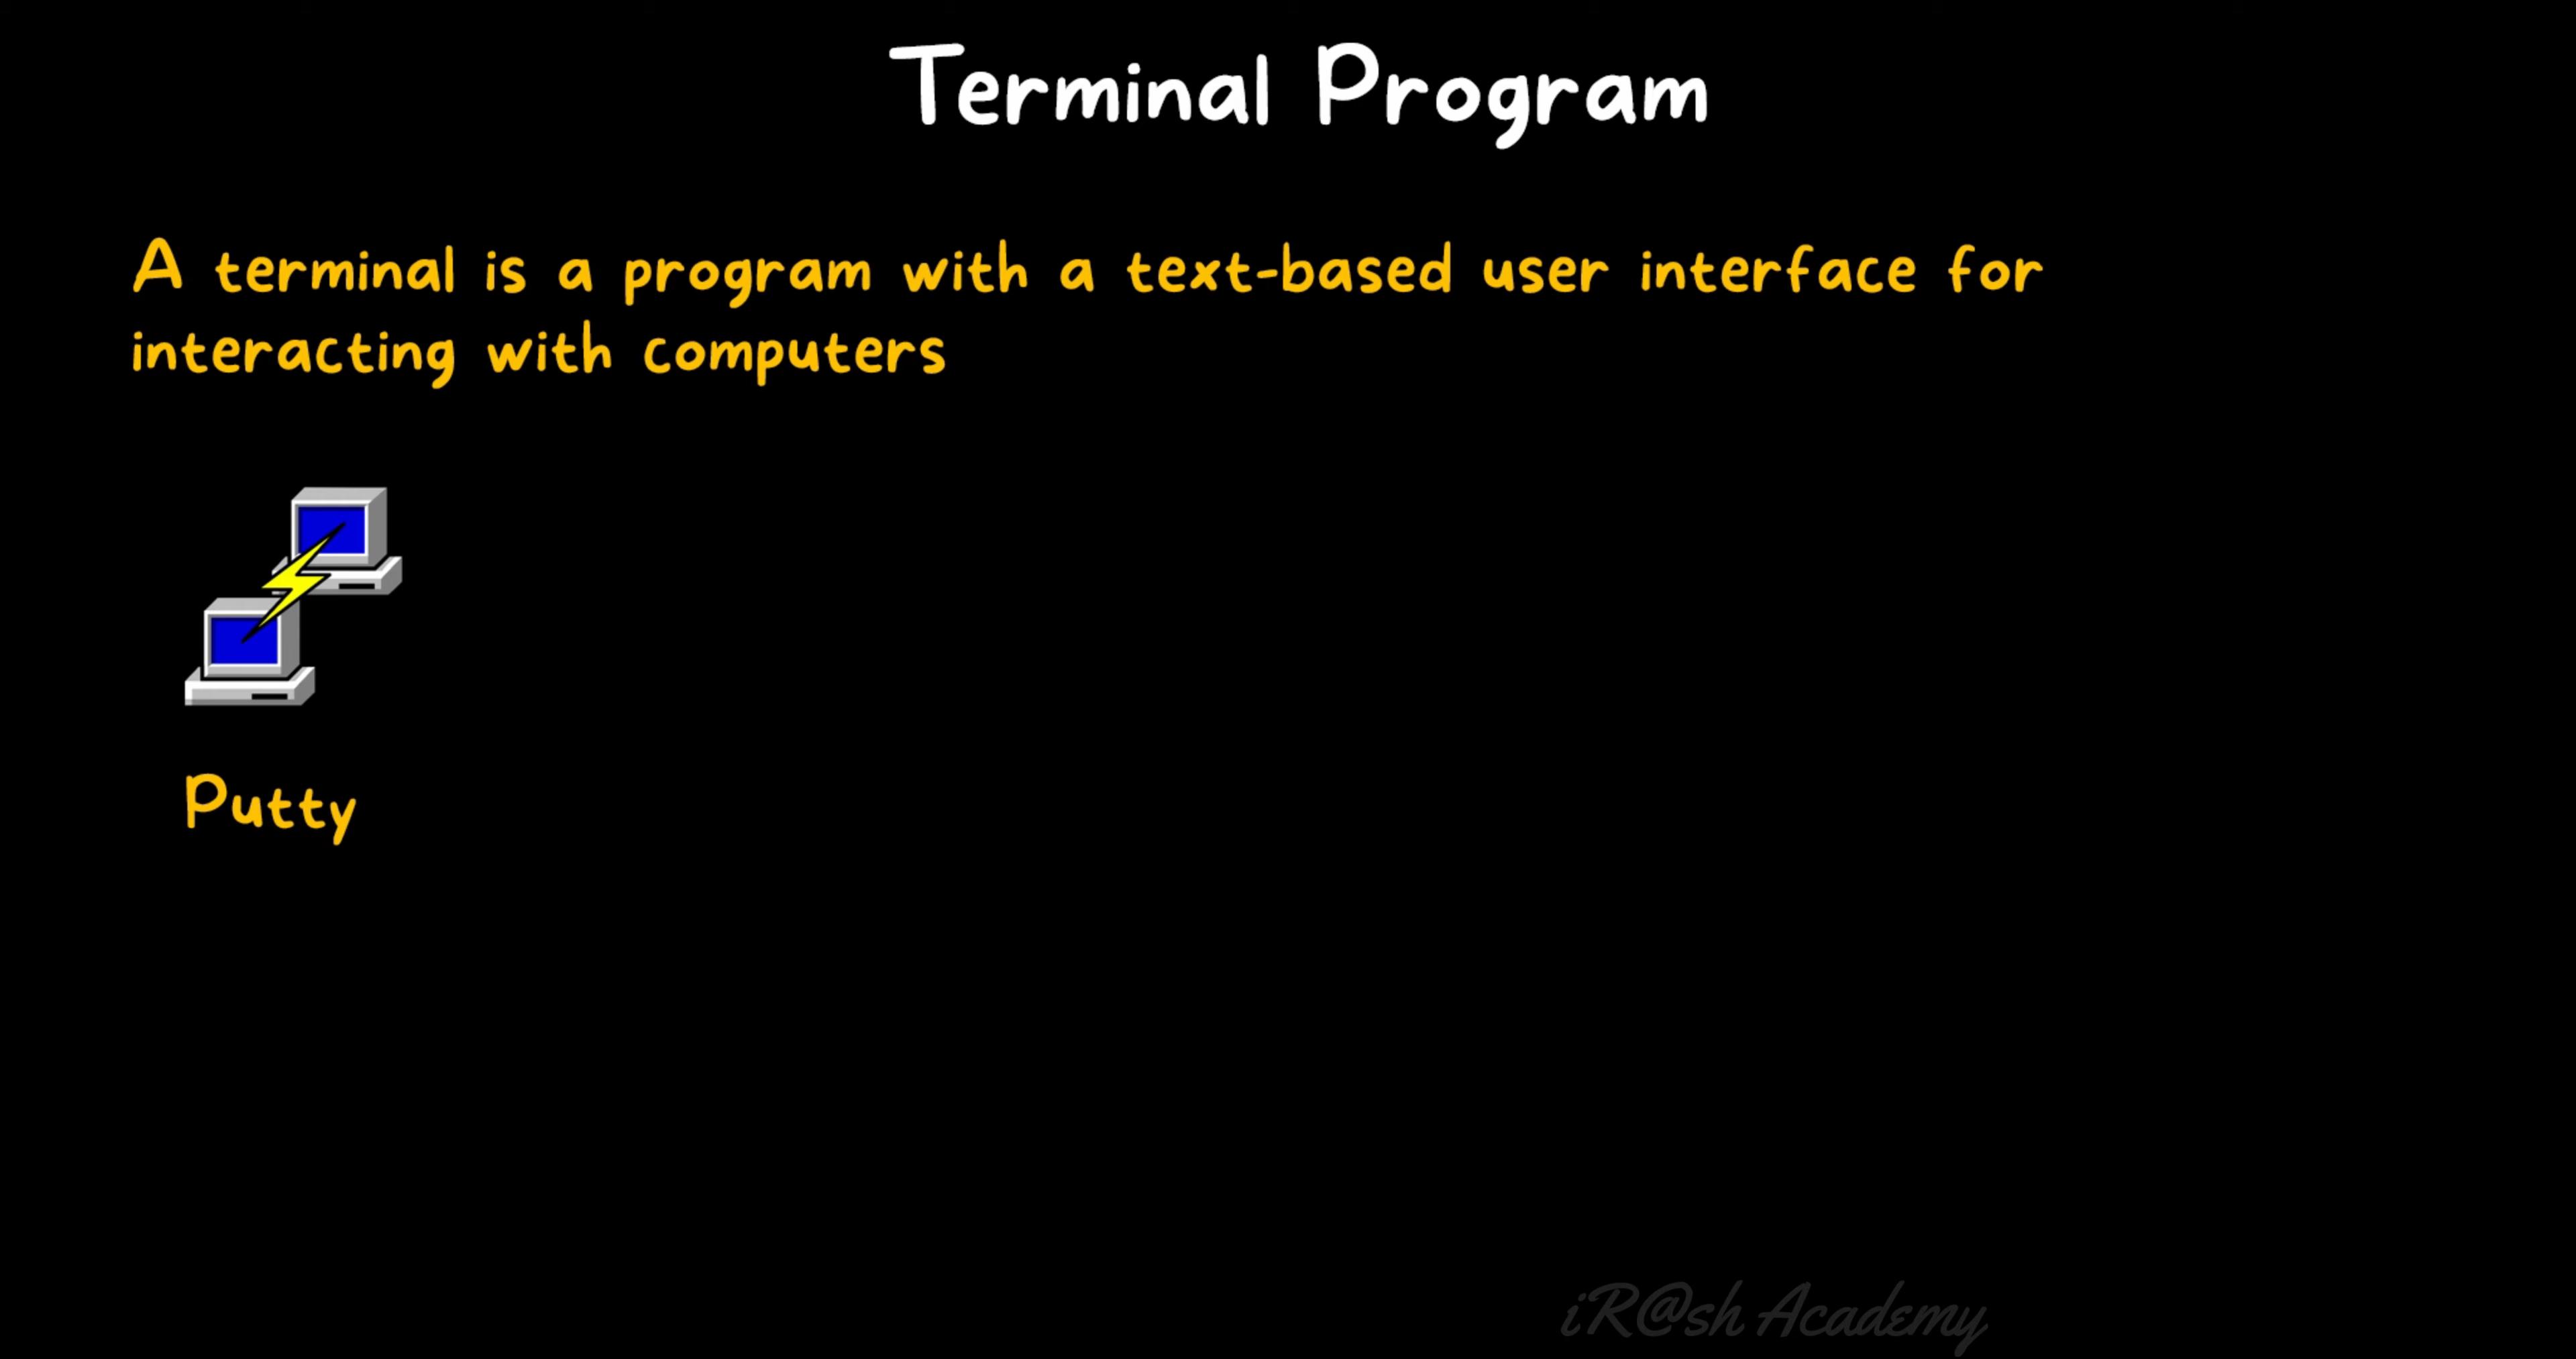 Terminal Program
A terminal is a program with a text-based user interface for
interacting with computers
Putty
iR@sh Academy